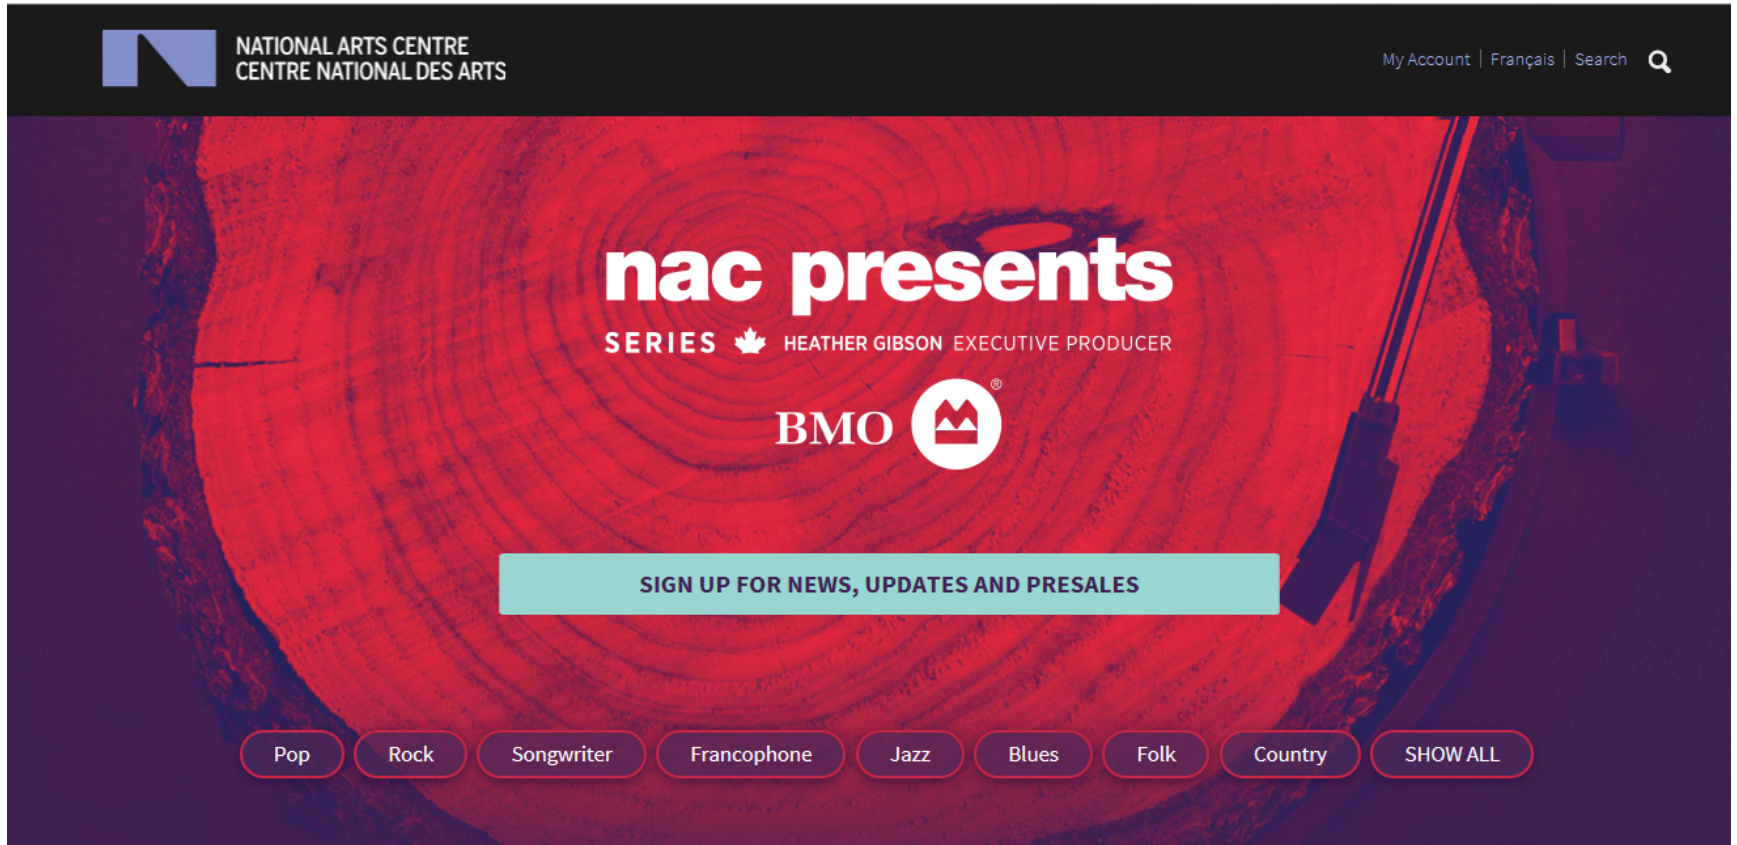 NATIONAL ARTS CENTRE
CENTRE NATIONAL DES ARTS
My Account | Français | Search
nac presents
SERIES HEATHER GIBSON EXECUTIVE PRODUCER
BMO ®
SIGN UP FOR NEWS, UPDATES AND PRESALES
Pop Rock Songwriter Francophone Jazz Blues Folk Country SHOW ALL